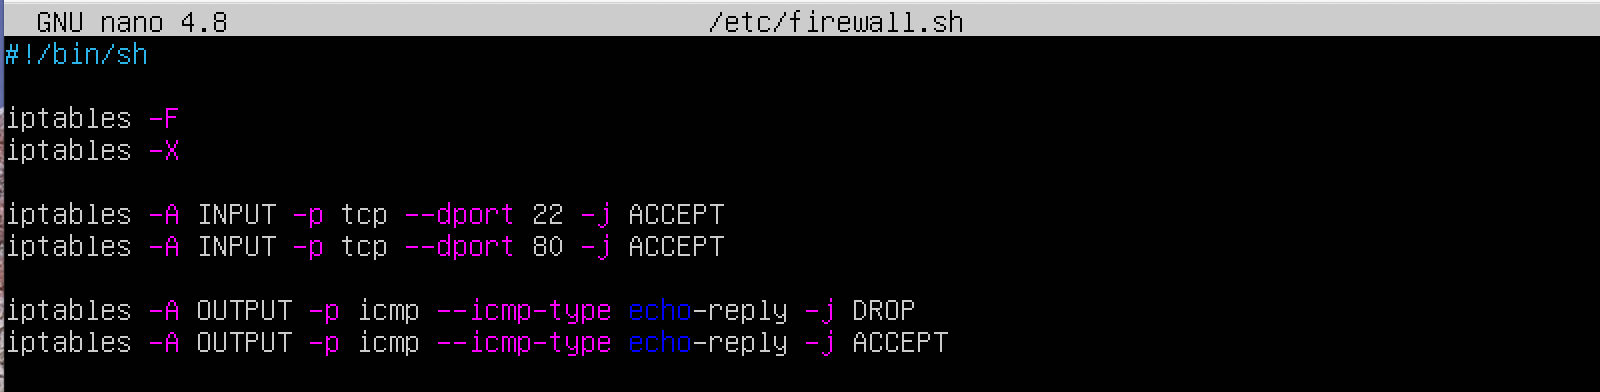 GNU nano 4.8 /etc/firewall.sh
#!/bin/sh
iptables -F
iptables -X
iptables -A INPUT -p tcp --dport 22 -j ACCEPT
iptables -A INPUT -p tcp --dport 80 -j ACCEPT
iptables -A OUTPUT -p icmp --icmp-type echo-reply -j DROP
iptables -A OUTPUT -p icmp --icmp-type echo-reply -j ACCEPT